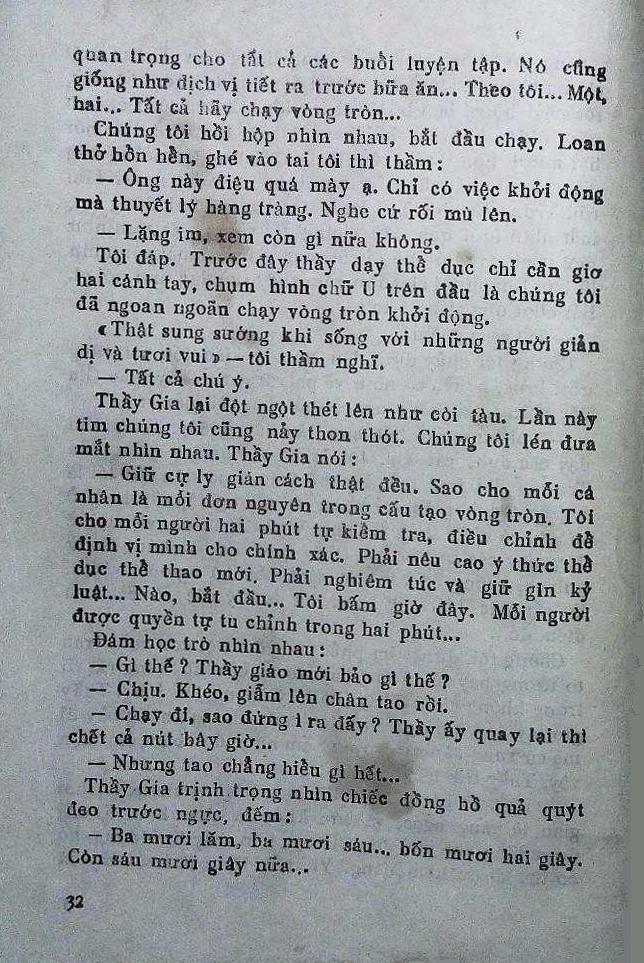 quan trọng cho tất cả các buổi luyện tập. Nó cũng
giống như dịch vị tiết ra trước bữa ăn... Theo tôi... Một,
hai... Tất cả hãy chạy vòng tròn...
Chúng tôi hồi hộp nhìn nhau, bắt đầu chạy. Loan
thở hồn hển, ghé vào tai tôi thì thầm :
— Ông này điệu quá mày ạ. Chỉ có việc khởi động
mà thuyết lý hàng tràng. Nghe cứ rối mù lên.
— Lặng im, xem còn gì nữa không.
Tôi đáp. Trước đây thầy dạy thể dục chỉ cần giơ
hai cánh tay, chụm hình chữ U trên đầu là chúng tôi
đã ngoan ngoãn chạy vòng tròn khởi động.
« Thật sung sướng khi sống với những người giản
dị và tươi vui » — tôi thầm nghĩ.
— Tất cả chú ý.
Thầy Gia lại đột ngột thét lên như còi tàu. Lần này
tim chúng tôi cũng nảy thon thót. Chúng tôi lén đưa
mắt nhìn nhau. Thầy Gia nói :
— Giữ cự ly giản cách thật đều. Sao cho mỗi cá
nhân là mỗi đơn nguyên trong cấu tạo vòng tròn. Tôi
cho mỗi người hai phút tự kiểm tra, điều chỉnh để
định vị mình cho chính xác. Phải nêu cao ý thức thể
dục thể thao mới. Phải nghiêm túc và giữ gìn kỷ
luật... Nào, bắt đầu... Tôi bấm giờ đây. Mỗi người
được quyền tự tu chỉnh trong hai phút...
Đám học trò nhìn nhau :
— Gì thế ? Thầy giáo mới bảo gì thế ?
— Chịu. Khéo, giẫm lên chân tao rồi.
— Chạy đi, sao đứng ì ra đấy ? Thầy ấy quay lại thì
chết cả nút bây giờ...
— Nhưng tao chẳng hiểu gì hết...
Thầy Gia trịnh trọng nhìn chiếc đồng hồ quả quýt
đeo trước ngực, đếm :
— Ba mươi lăm, ba mươi sáu... bốn mươi hai giây.
Còn sáu mươi giây nữa...
32